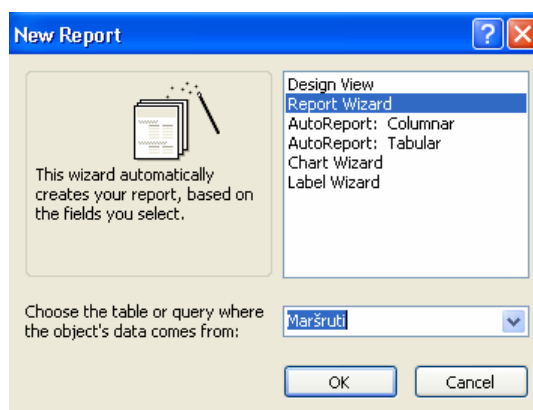 New Report
Design View
Report Wizard
AutoReport: Columnar
AutoReport: Tabular
Chart Wizard
Label Wizard
This wizard automatically
creates your report, based on
the fields you select.
Choose the table or query where
the object's data comes from:
Maršruti
OK
Cancel